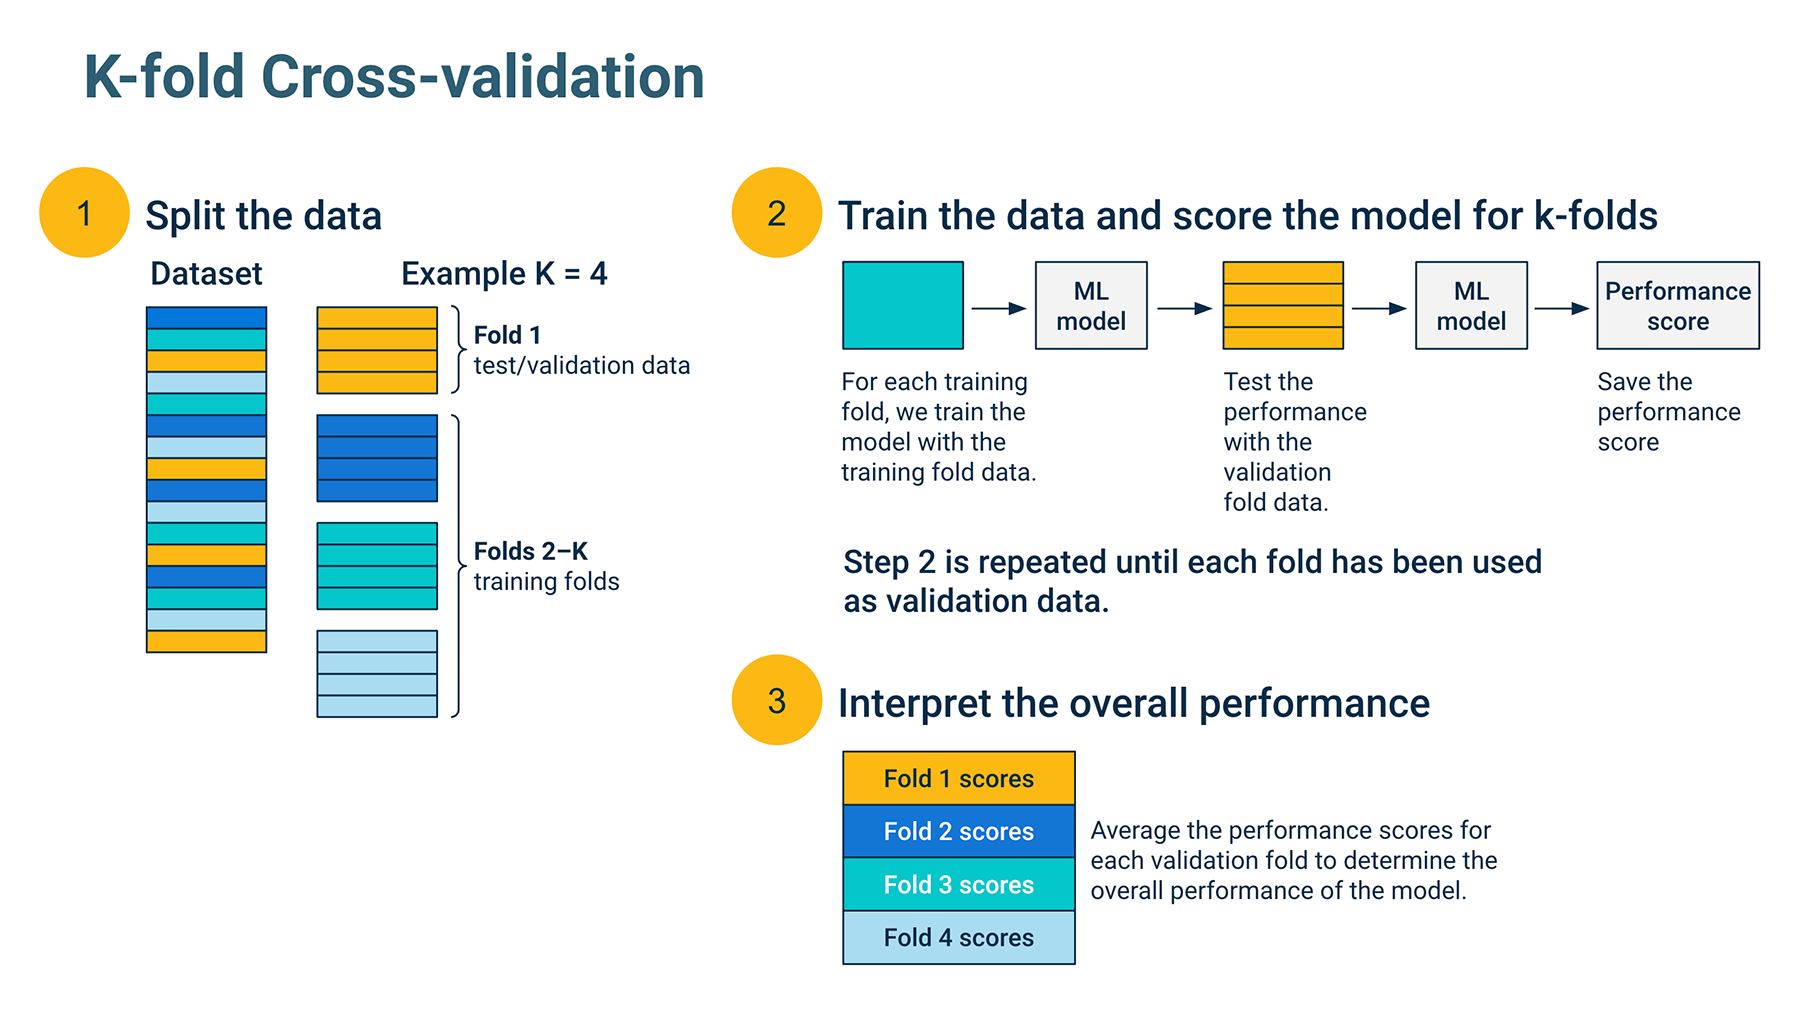 K-fold Cross-validation
1
Split the data
Dataset
Example K = 4
Fold 1
test/validation data
Folds 2–K
training folds
2
Train the data and score the model for k-folds
ML
model
ML
model
Performance
score
For each training
fold, we train the
model with the
training fold data.
Test the
performance
with the
validation
fold data.
Save the
performance
score
Step 2 is repeated until each fold has been used
as validation data.
3
Interpret the overall performance
Fold 1 scores
Fold 2 scores
Fold 3 scores
Fold 4 scores
Average the performance scores for
each validation fold to determine the
overall performance of the model.